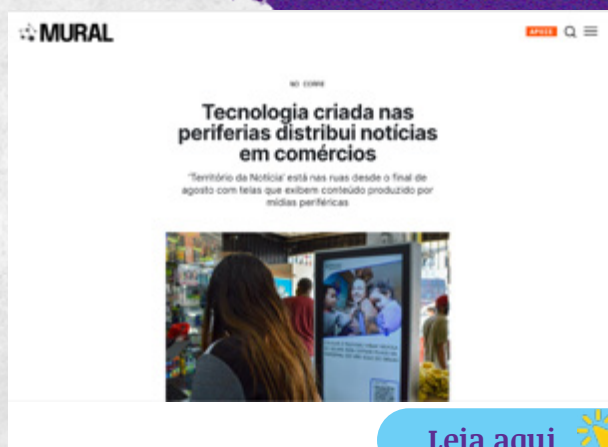 MURAL
APOIE
NO CORRE
Tecnologia criada nas
periferias distribui notícias
em comércios
'Território da Notícia' está nas ruas desde o final de
agosto com telas que exibem conteúdo produzido por
mídias periféricas
Leia aqui